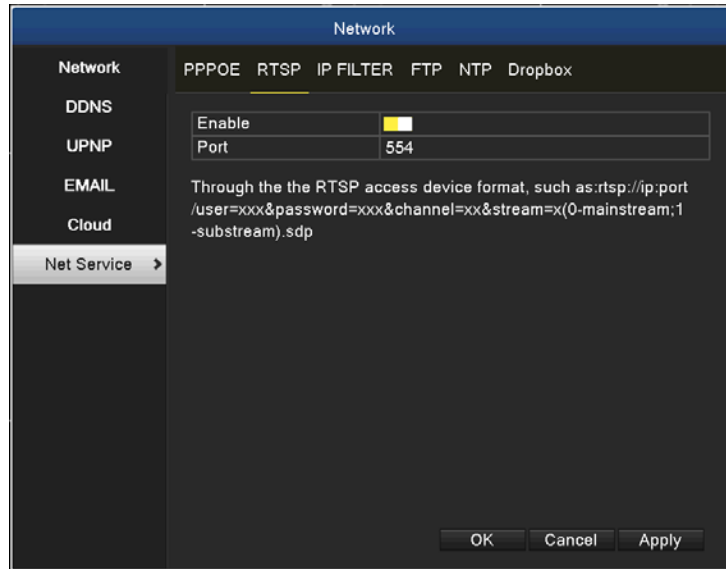 Network
Network
DDNS
UPNP
EMAIL
Cloud
Net Service >
PPPOE RTSP IP FILTER FTP NTP Dropbox
Enable
Port 554
Through the the RTSP access device format, such as:rtsp://ip:port
/user=xxx&password=xxx&channel=xx&stream=x(0-mainstream;1
-substream).sdp
OK Cancel Apply